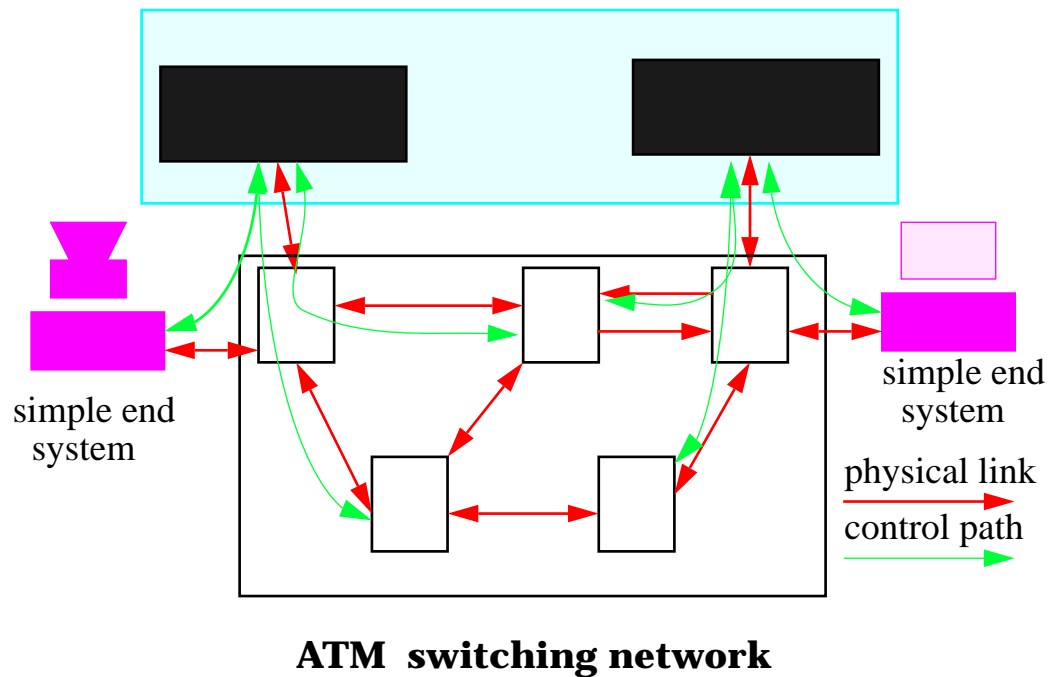 simple end
system
simple end
system
physical link
control path
ATM switching network